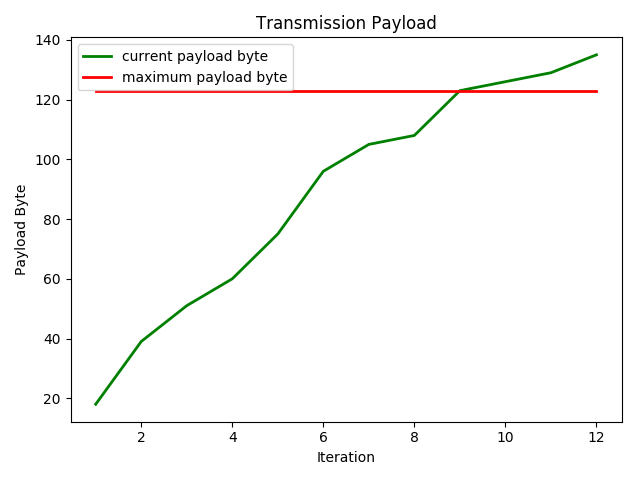 Transmission Payload
current payload byte
maximum payload byte
Payload Byte
140
120
100
80
60
40
20
2 4 6 8 10 12
Iteration